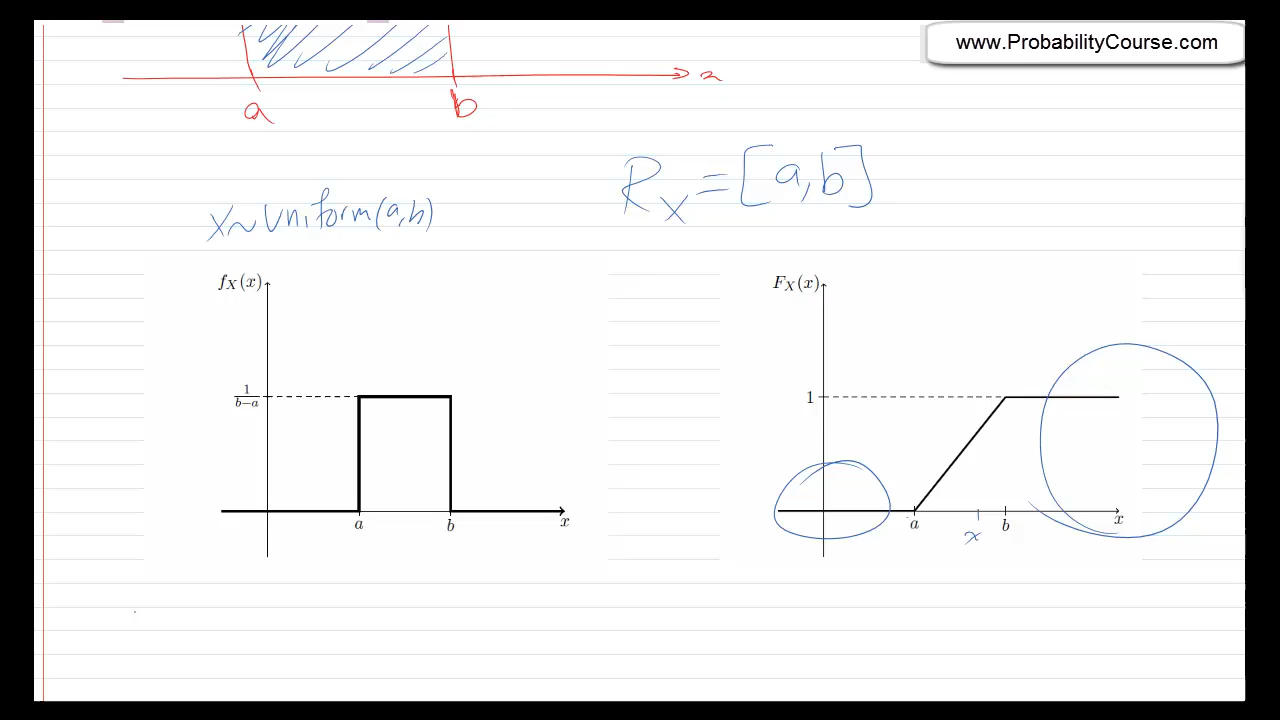 www.ProbabilityCourse.com
x
a b
R_X = [a, b]
X ~ Uniform(a, b)
f_X(x)
1/(b−a)
a b x
F_X(x)
1
a x b x